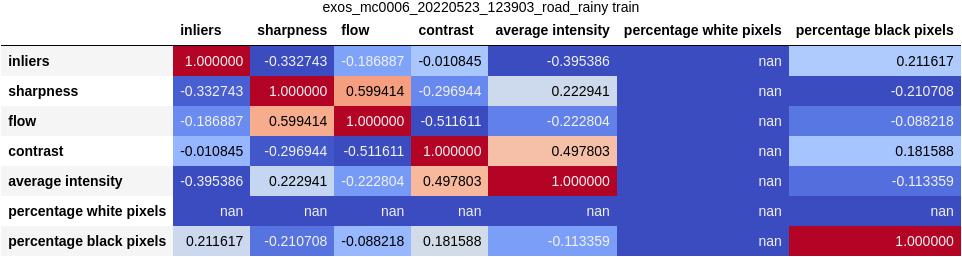 exos_mc0006_20220523_123903_road_rainy train
inliers sharpness flow contrast average intensity percentage white pixels percentage black pixels
inliers 1.000000 -0.332743 -0.186887 -0.010845 -0.395386 nan 0.211617
sharpness -0.332743 1.000000 0.599414 -0.296944 0.222941 nan -0.210708
flow -0.186887 0.599414 1.000000 -0.511611 -0.222804 nan -0.088218
contrast -0.010845 -0.296944 -0.511611 1.000000 0.497803 nan 0.181588
average intensity -0.395386 0.222941 -0.222804 0.497803 1.000000 nan -0.113359
percentage white pixels nan nan nan nan nan nan nan
percentage black pixels 0.211617 -0.210708 -0.088218 0.181588 -0.113359 nan 1.000000